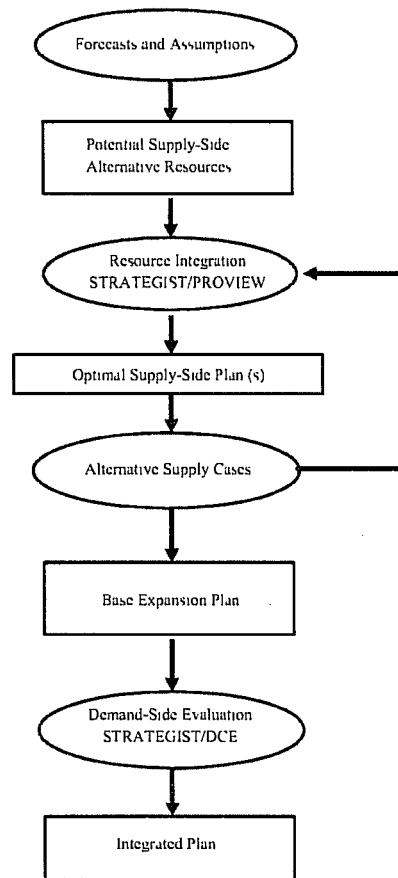 Forecasts and Assumptions
Potential Supply-Side
Alternative Resources
Resource Integration
STRATEGIST/PROVIEW
Optimal Supply-Side Plan (s)
Alternative Supply Cases
Base Expansion Plan
Demand-Side Evaluation
STRATEGIST/DCE
Integrated Plan